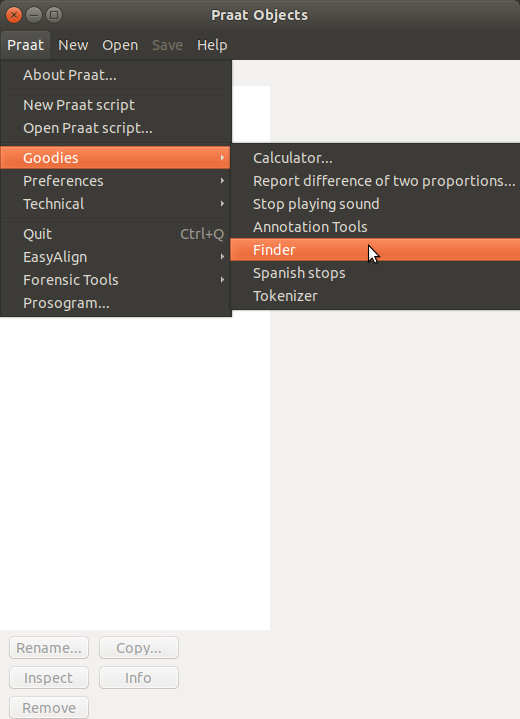 Praat Objects
Praat New Open Save Help
About Praat...
New Praat script
Open Praat script...
Goodies
Preferences
Technical
Quit Ctrl+Q
EasyAlign
Forensic Tools
Prosogram...
Calculator...
Report difference of two proportions...
Stop playing sound
Annotation Tools
Finder
Spanish stops
Tokenizer
Rename... Copy...
Inspect Info
Remove